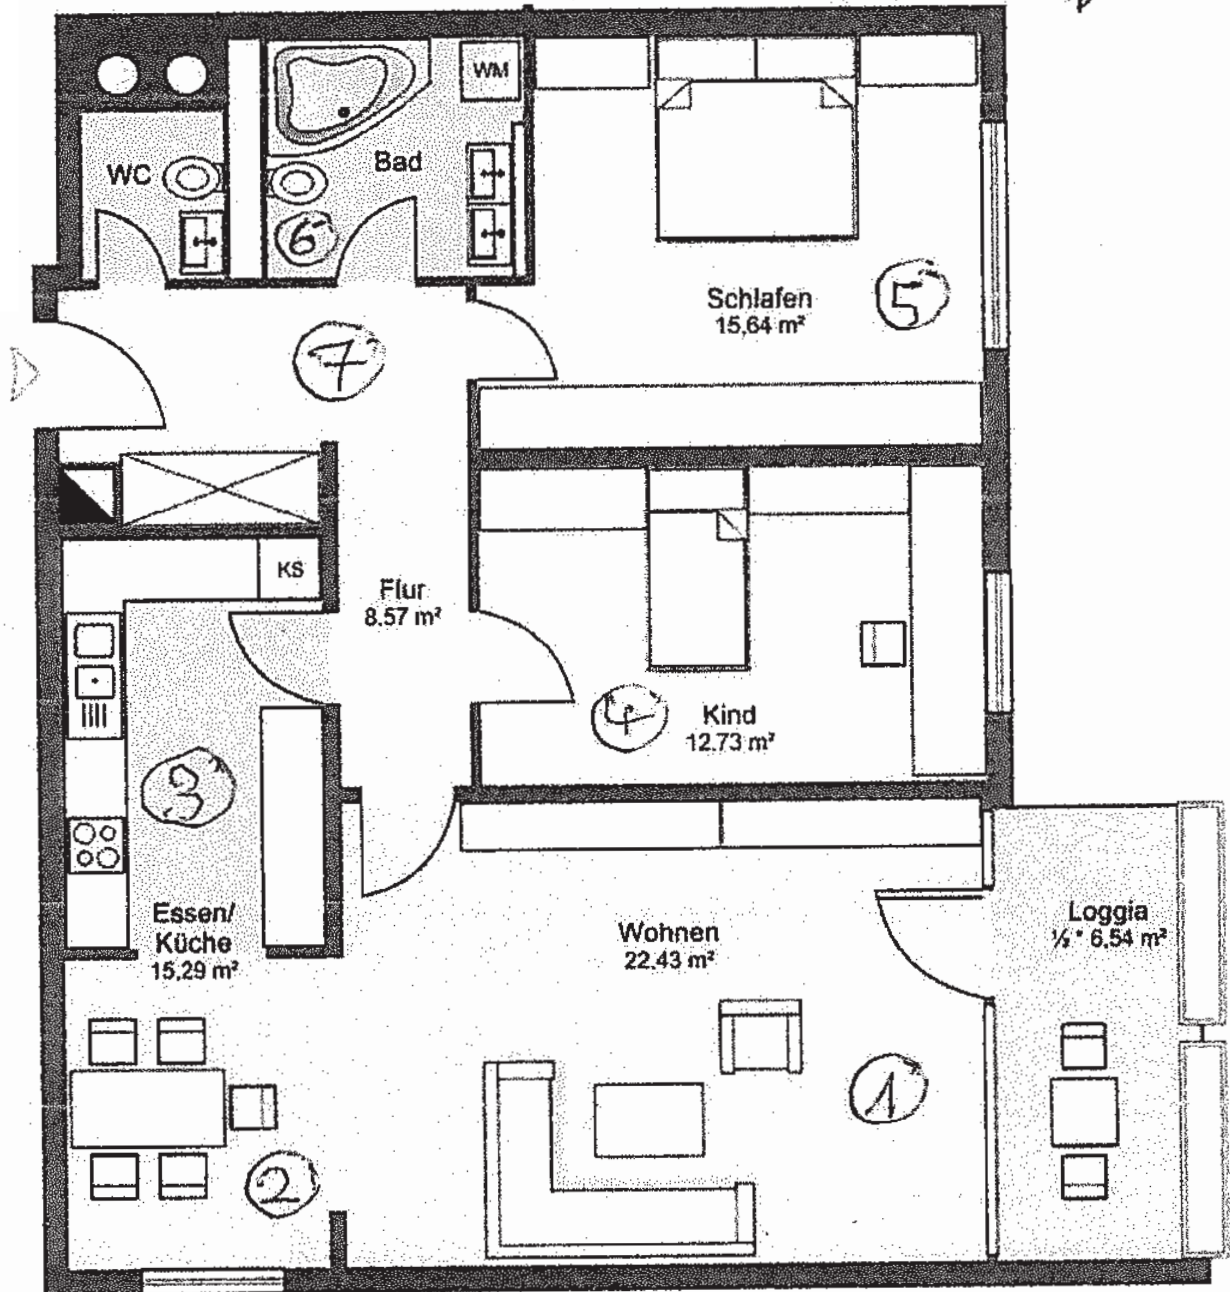 WM
WC
Bad
6
Schlafen
15,64 m²
5
7
KS
Flur
8,57 m²
4
Kind
12,73 m²
3
Essen/
Küche
15,29 m²
Wohnen
22,43 m²
Loggia
½ * 6,54 m²
1
2